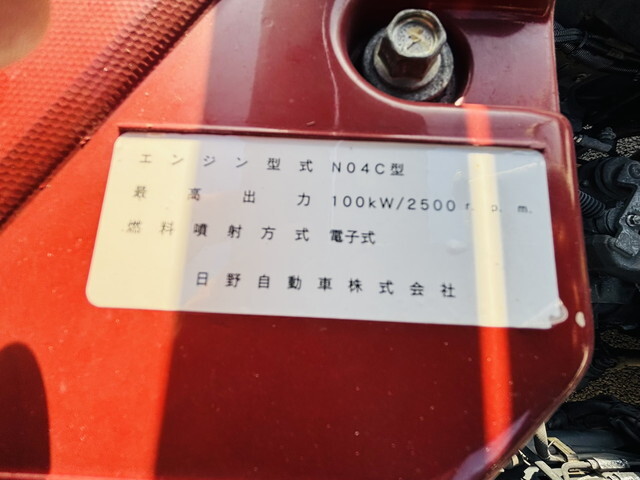 エンジン型式 N04C型
最高出力 100kW/2500 r.p.m.
燃料噴射方式 電子式
日野自動車株式会社